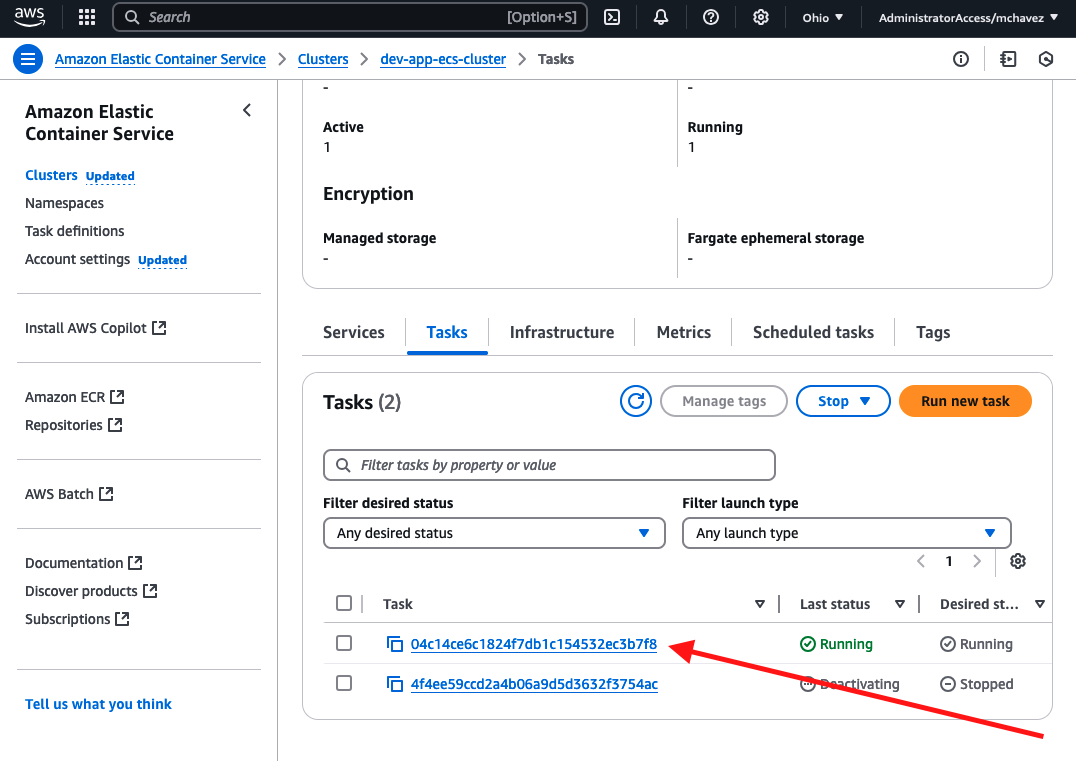 aws
Search [Option+S]
Ohio
AdministratorAccess/mchavez
Amazon Elastic Container Service
Clusters
dev-app-ecs-cluster
Tasks
Amazon Elastic
Container Service
Clusters Updated
Namespaces
Task definitions
Account settings Updated
Install AWS Copilot
Amazon ECR
Repositories
AWS Batch
Documentation
Discover products
Subscriptions
Tell us what you think
- -
Active Running
1 1
Encryption
Managed storage Fargate ephemeral storage
- -
Services Tasks Infrastructure Metrics Scheduled tasks Tags
Tasks (2)
Manage tags Stop Run new task
Filter tasks by property or value
Filter desired status Filter launch type
Any desired status Any launch type
1
Task Last status Desired st...
04c14ce6c1824f7db1c154532ec3b7f8 Running Running
4f4ee59ccd2a4b06a9d5d3632f3754ac Deactivating Stopped